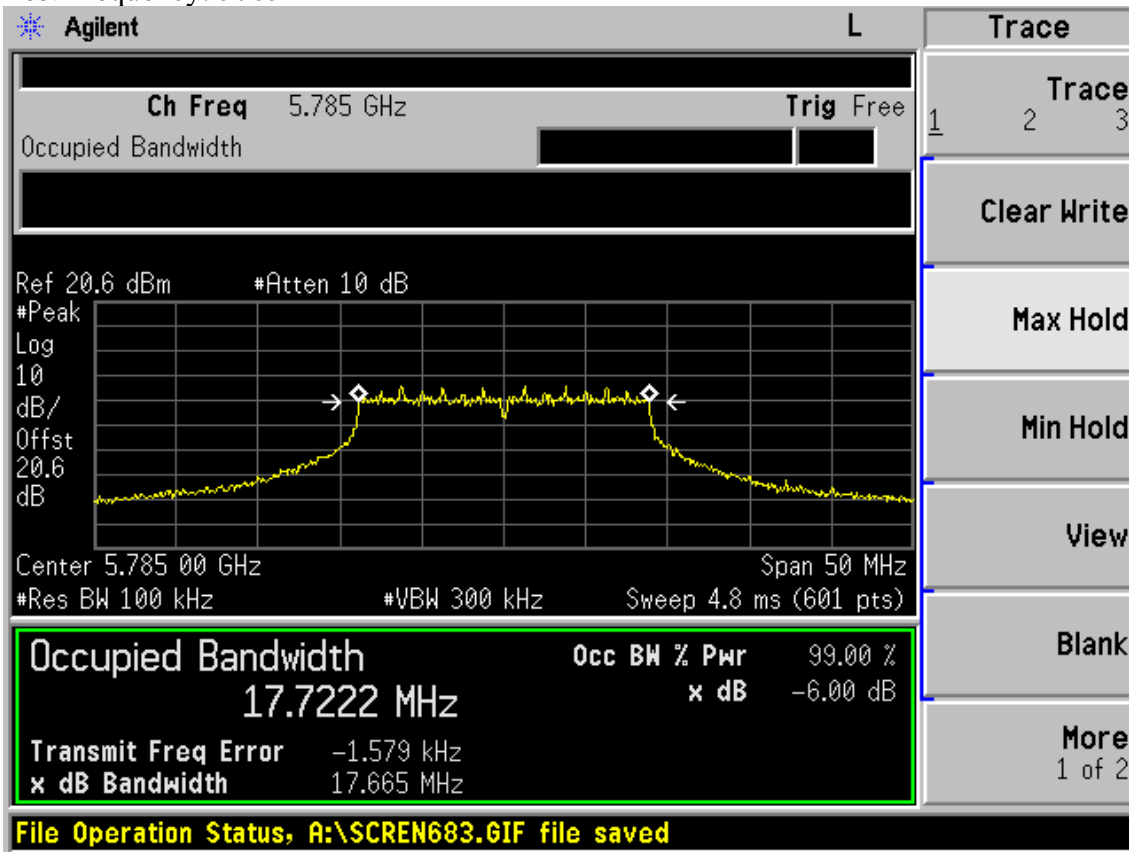 Agilent L Trace
Ch Freq 5.785 GHz Trig Free
Trace
1 2 3
Occupied Bandwidth
Clear Write
Ref 20.6 dBm #Atten 10 dB
#Peak
Log
10
dB/
Offst
20.6
dB
Max Hold
Min Hold
View
Center 5.785 00 GHz Span 50 MHz
#Res BW 100 kHz #VBW 300 kHz Sweep 4.8 ms (601 pts)
Occupied Bandwidth Occ BW % Pwr 99.00 %
17.7222 MHz x dB -6.00 dB
Blank
Transmit Freq Error -1.579 kHz
x dB Bandwidth 17.665 MHz
More
1 of 2
File Operation Status, A:\SCREN683.GIF file saved